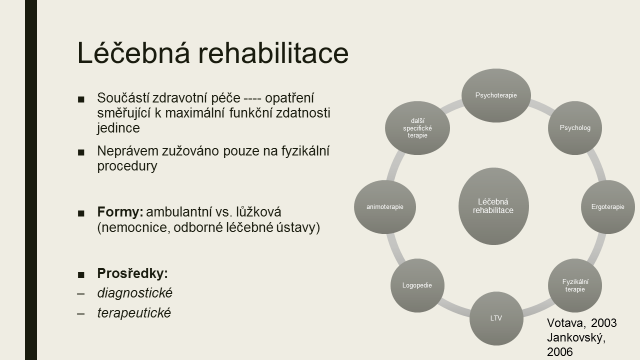 Léčebná rehabilitace
■ Součástí zdravotní péče ---- opatření
směřující k maximální funkční zdatnosti
jedince
■ Neprávem zužováno pouze na fyzikální
procedury
■ Formy: ambulantní vs. lůžková
(nemocnice, odborné léčebné ústavy)
■ Prosředky:
– diagnostické
– terapeutické
Psychoterapie
Psycholog
Ergoterapie
Fyzikální
terapie
LTV
Logopedie
animoterapie
další
specifické
terapie
Léčebná
rehabilitace
Votava, 2003
Jankovský,
2006